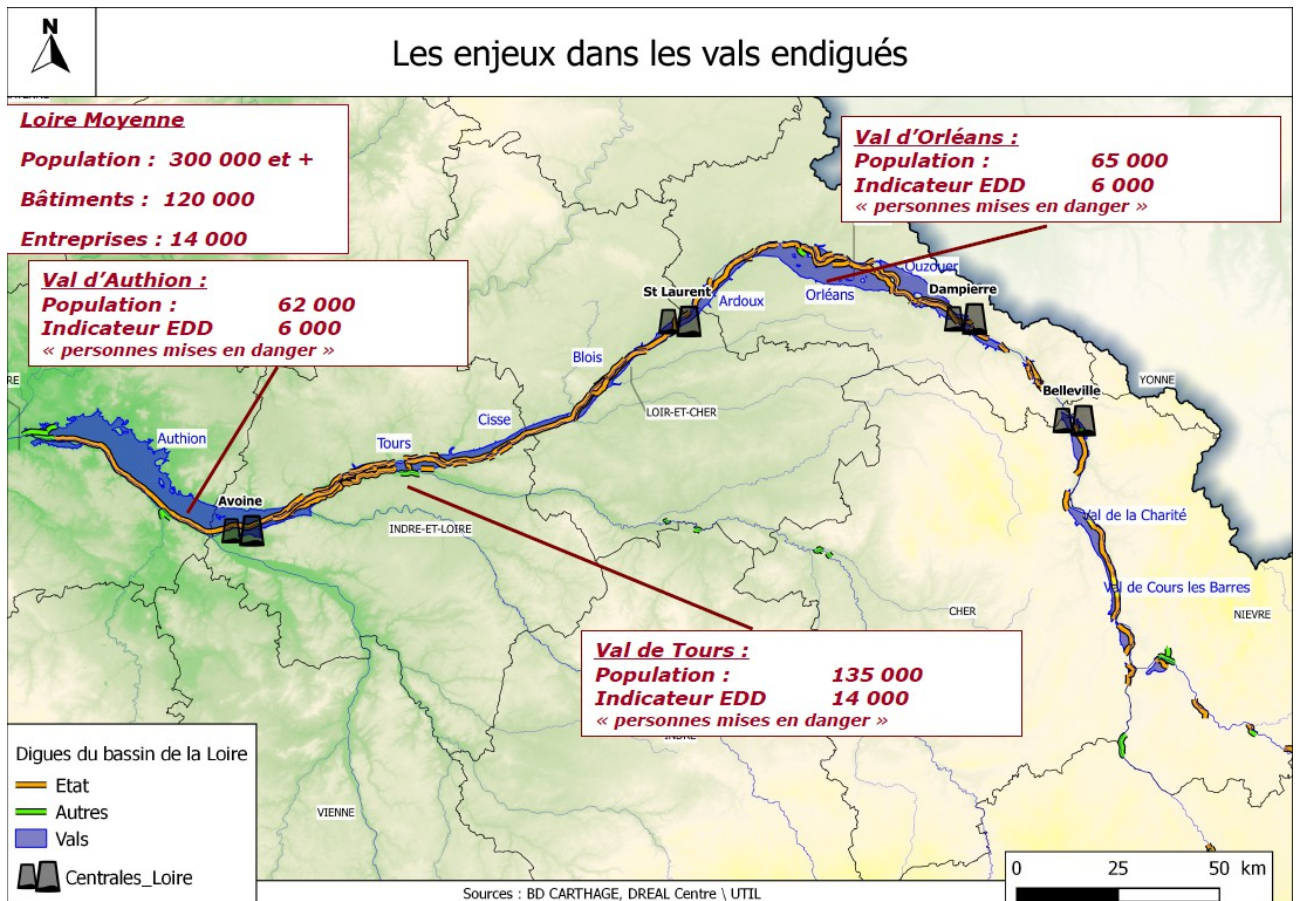 N
Les enjeux dans les vals endigués
Loire Moyenne
Population : 300 000 et +
Bâtiments : 120 000
Entreprises : 14 000
Val d'Orléans :
Population : 65 000
Indicateur EDD 6 000
« personnes mises en danger »
Val d'Authion :
Population : 62 000
Indicateur EDD 6 000
« personnes mises en danger »
Ouzouer
St Laurent
Ardoux
Orléans
Dampierre
Blois
Belleville
YONNE
LOIR-ET-CHER
Cisse
Tours
Authion
Avoine
INDRE-ET-LOIRE
Val de la Charité
Val de Cours les Barres
CHER
NIEVRE
Val de Tours :
Population : 135 000
Indicateur EDD 14 000
« personnes mises en danger »
INDRE
VIENNE
Digues du bassin de la Loire
Etat
Autres
Vals
Centrales_Loire
0 25 50 km
Sources : BD CARTHAGE, DREAL Centre \ UTIL